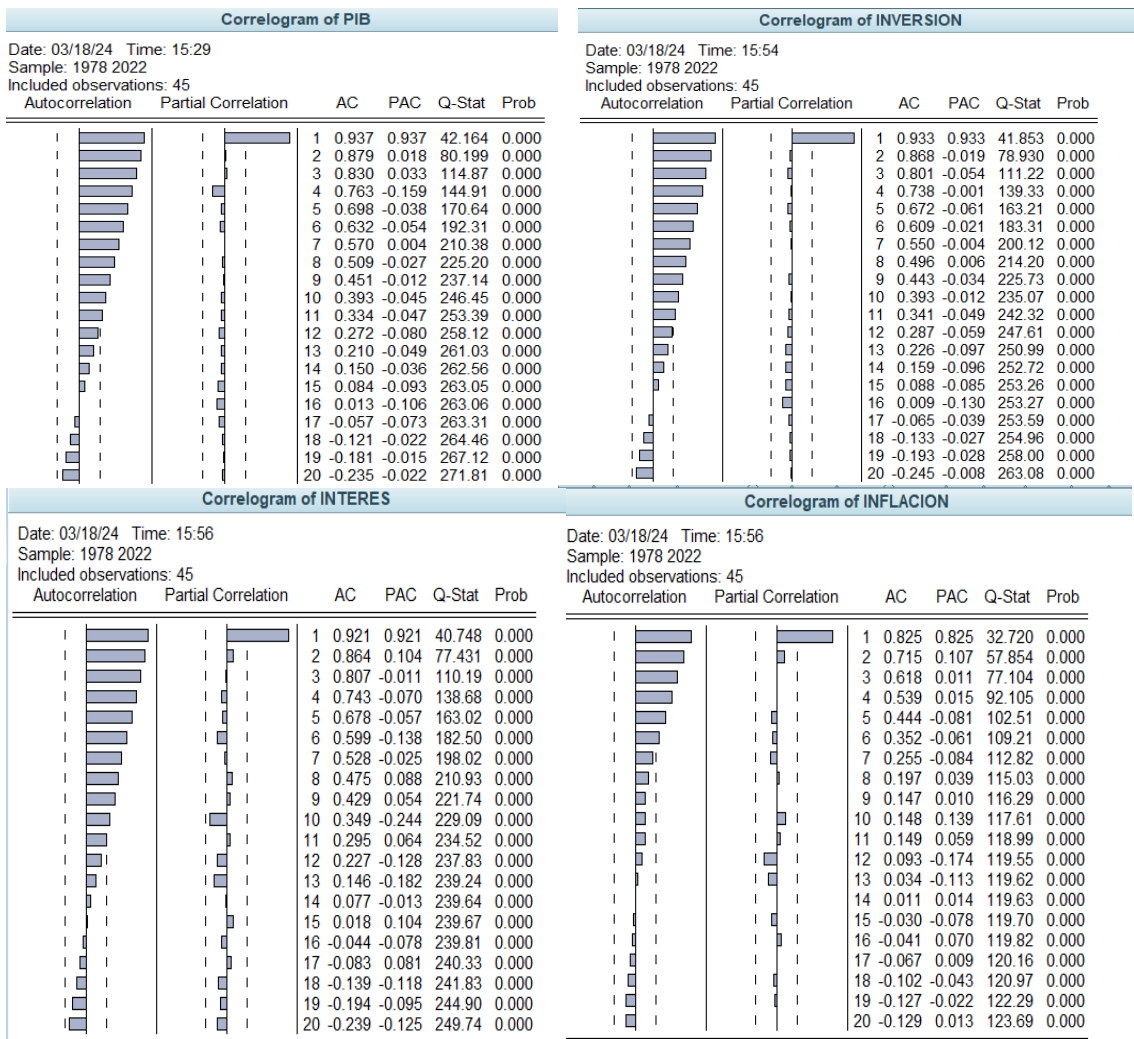 Correlogram of PIB
Date: 03/18/24 Time: 15:29
Sample: 1978 2022
Included observations: 45
Autocorrelation Partial Correlation AC PAC Q-Stat Prob
1 0.937 0.937 42.164 0.000
2 0.879 0.018 80.199 0.000
3 0.830 0.033 114.87 0.000
4 0.763 -0.159 144.91 0.000
5 0.698 -0.038 170.64 0.000
6 0.632 -0.054 192.31 0.000
7 0.570 0.004 210.38 0.000
8 0.509 -0.027 225.20 0.000
9 0.451 -0.012 237.14 0.000
10 0.393 -0.045 246.45 0.000
11 0.334 -0.047 253.39 0.000
12 0.272 -0.080 258.12 0.000
13 0.210 -0.049 261.03 0.000
14 0.150 -0.036 262.56 0.000
15 0.084 -0.093 263.05 0.000
16 0.013 -0.106 263.06 0.000
17 -0.057 -0.073 263.31 0.000
18 -0.121 -0.022 264.46 0.000
19 -0.181 -0.015 267.12 0.000
20 -0.235 -0.022 271.81 0.000
Correlogram of INVERSION
Date: 03/18/24 Time: 15:54
Sample: 1978 2022
Included observations: 45
Autocorrelation Partial Correlation AC PAC Q-Stat Prob
1 0.933 0.933 41.853 0.000
2 0.868 -0.019 78.930 0.000
3 0.801 -0.054 111.22 0.000
4 0.738 -0.001 139.33 0.000
5 0.672 -0.061 163.21 0.000
6 0.609 -0.021 183.31 0.000
7 0.550 -0.004 200.12 0.000
8 0.496 0.006 214.20 0.000
9 0.443 -0.034 225.73 0.000
10 0.393 -0.012 235.07 0.000
11 0.341 -0.049 242.32 0.000
12 0.287 -0.059 247.61 0.000
13 0.226 -0.097 250.99 0.000
14 0.159 -0.096 252.72 0.000
15 0.088 -0.085 253.26 0.000
16 0.009 -0.130 253.27 0.000
17 -0.065 -0.039 253.59 0.000
18 -0.133 -0.027 254.96 0.000
19 -0.193 -0.028 258.00 0.000
20 -0.245 -0.008 263.08 0.000
Correlogram of INTERES
Date: 03/18/24 Time: 15:56
Sample: 1978 2022
Included observations: 45
Autocorrelation Partial Correlation AC PAC Q-Stat Prob
1 0.921 0.921 40.748 0.000
2 0.864 0.104 77.431 0.000
3 0.807 -0.011 110.19 0.000
4 0.743 -0.070 138.68 0.000
5 0.678 -0.057 163.02 0.000
6 0.599 -0.138 182.50 0.000
7 0.528 -0.025 198.02 0.000
8 0.475 0.088 210.93 0.000
9 0.429 0.054 221.74 0.000
10 0.349 -0.244 229.09 0.000
11 0.295 0.064 234.52 0.000
12 0.227 -0.128 237.83 0.000
13 0.146 -0.182 239.24 0.000
14 0.077 -0.013 239.64 0.000
15 0.018 0.104 239.67 0.000
16 -0.044 -0.078 239.81 0.000
17 -0.083 0.081 240.33 0.000
18 -0.139 -0.118 241.83 0.000
19 -0.194 -0.095 244.90 0.000
20 -0.239 -0.125 249.74 0.000
Correlogram of INFLACION
Date: 03/18/24 Time: 15:56
Sample: 1978 2022
Included observations: 45
Autocorrelation Partial Correlation AC PAC Q-Stat Prob
1 0.825 0.825 32.720 0.000
2 0.715 0.107 57.854 0.000
3 0.618 0.011 77.104 0.000
4 0.539 0.015 92.105 0.000
5 0.444 -0.081 102.51 0.000
6 0.352 -0.061 109.21 0.000
7 0.255 -0.084 112.82 0.000
8 0.197 0.039 115.03 0.000
9 0.147 0.010 116.29 0.000
10 0.148 0.139 117.61 0.000
11 0.149 0.059 118.99 0.000
12 0.093 -0.174 119.55 0.000
13 0.034 -0.113 119.62 0.000
14 0.011 0.014 119.63 0.000
15 -0.030 -0.078 119.70 0.000
16 -0.041 0.070 119.82 0.000
17 -0.067 0.009 120.16 0.000
18 -0.102 -0.043 120.97 0.000
19 -0.127 -0.022 122.29 0.000
20 -0.129 0.013 123.69 0.000